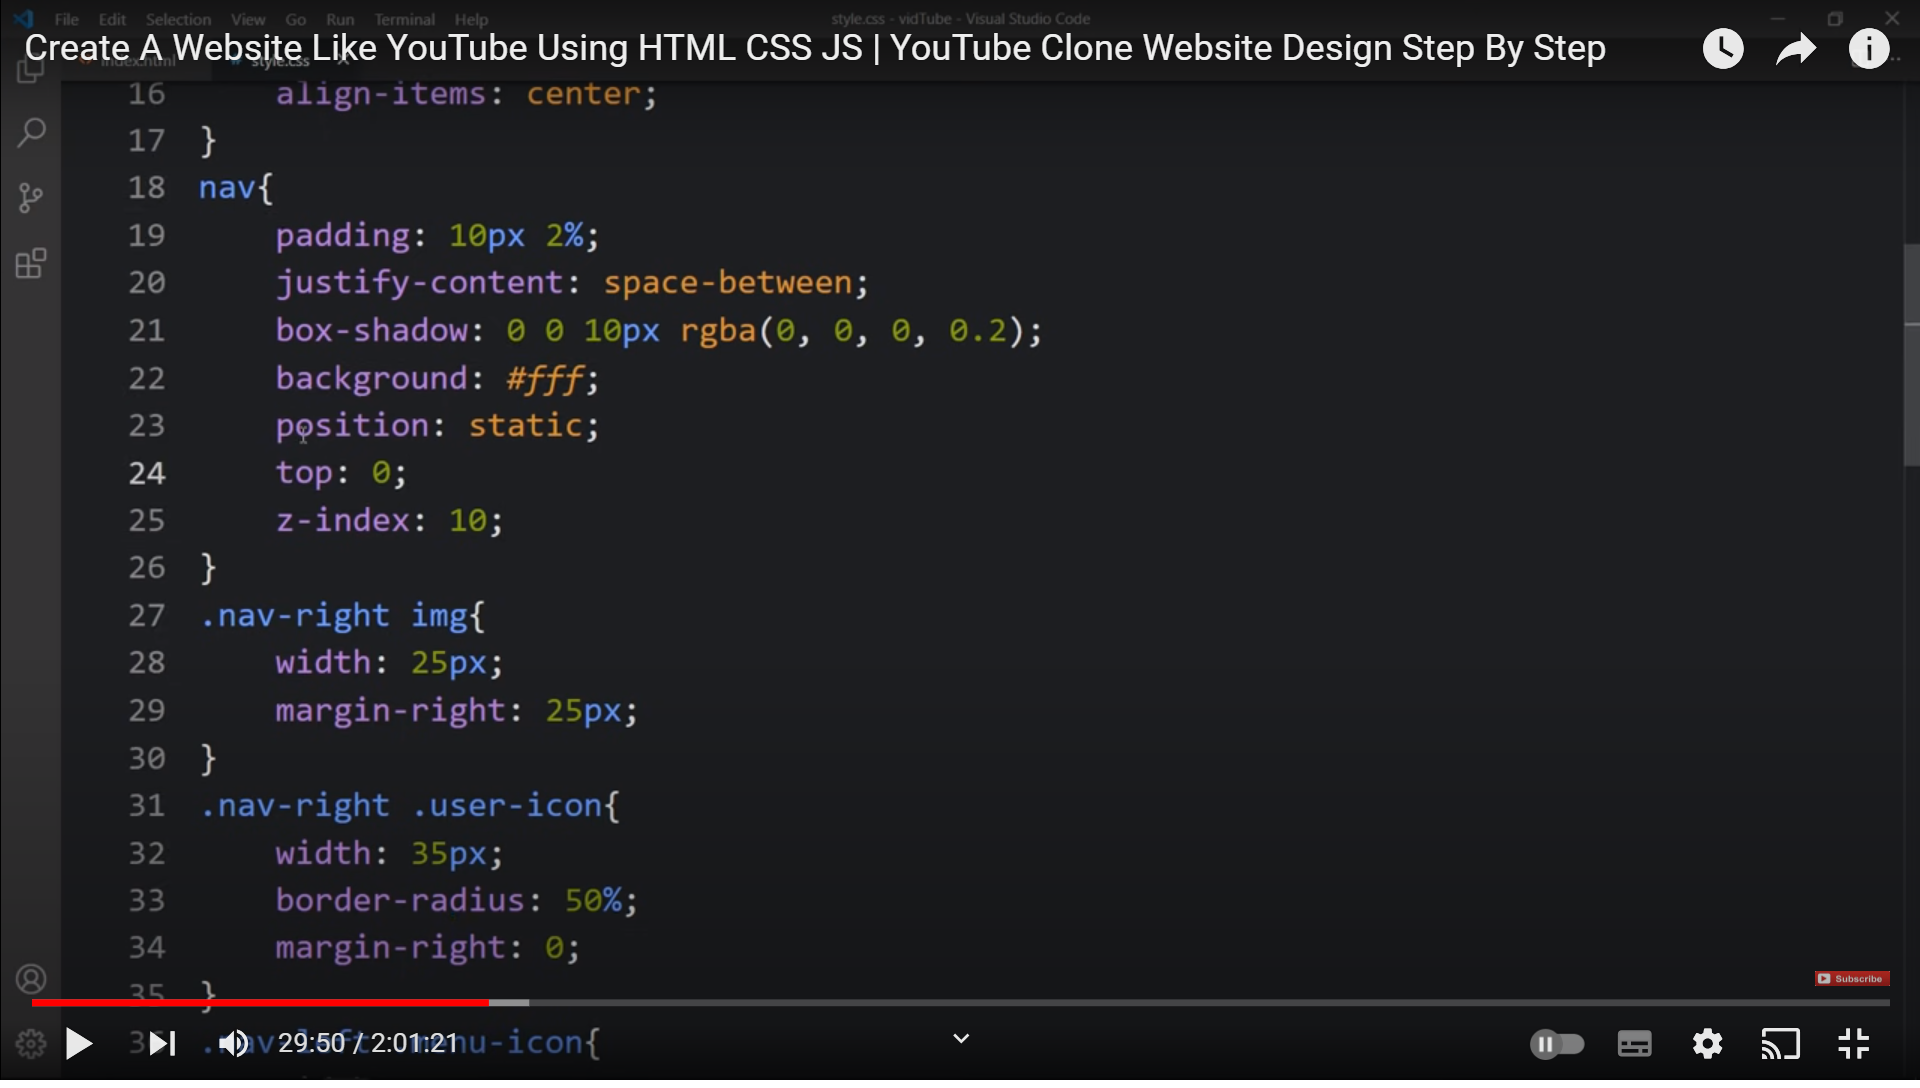 File Edit Selection View Go Run Terminal Help style.css - vidTube - Visual Studio Code
Create A Website Like YouTube Using HTML CSS JS | YouTube Clone Website Design Step By Step
index.html style.css
16 align-items: center;
17 }
18 nav{
19 padding: 10px 2%;
20 justify-content: space-between;
21 box-shadow: 0 0 10px rgba(0, 0, 0, 0.2);
22 background: #fff;
23 position: static;
24 top: 0;
25 z-index: 10;
26 }
27 .nav-right img{
28 width: 25px;
29 margin-right: 25px;
30 }
31 .nav-right .user-icon{
32 width: 35px;
33 border-radius: 50%;
34 margin-right: 0;
Subscribe
35 }
36 .nav-left .menu-icon{
29:50 / 2:01:21